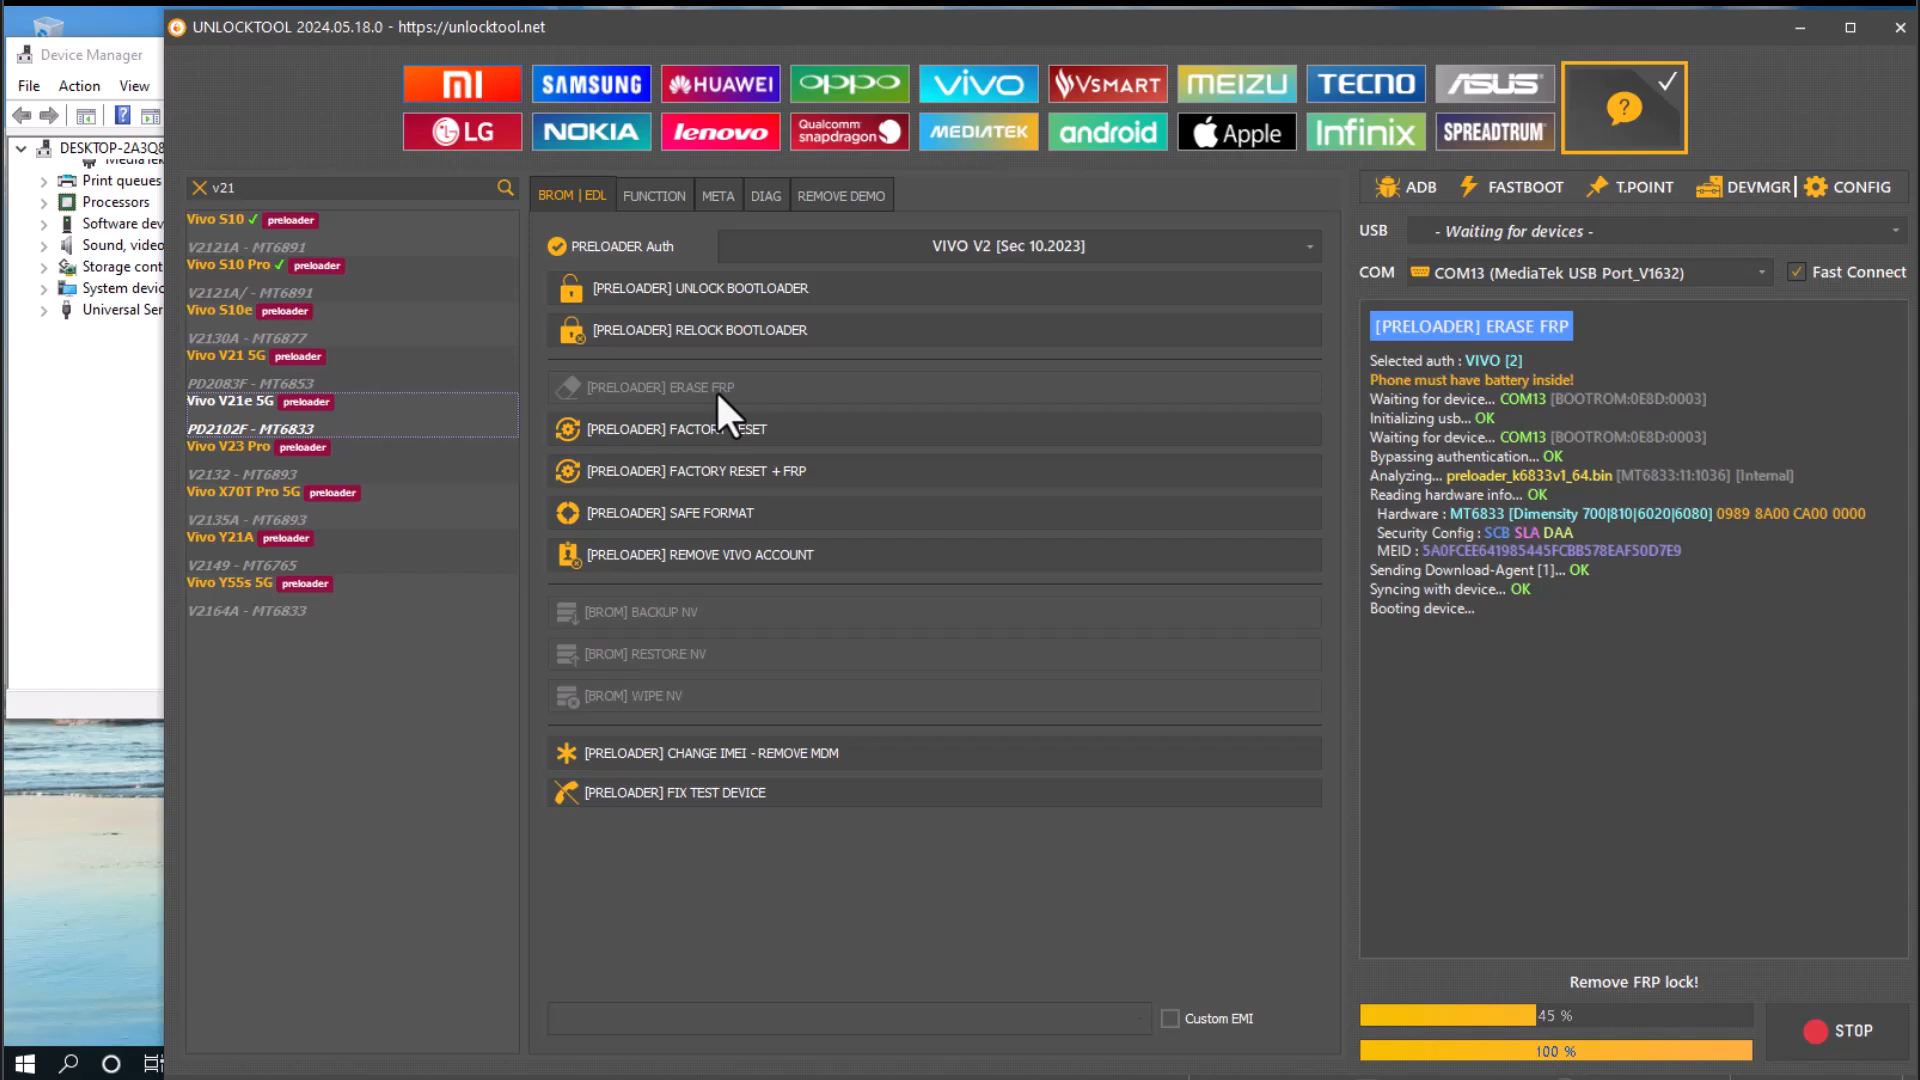 UNLOCKTOOL 2024.05.18.0 - https://unlocktool.net
Device Manager
File Action View
DESKTOP-2A3Q8
Print queues
Processors
Software dev
Sound, video
Storage cont
System devic
Universal Ser
MI SAMSUNG HUAWEI oppo vivo VSMART MEIZU TECNO ASUS
LG NOKIA lenovo Qualcomm snapdragon MEDIATEK android Apple Infinix SPREADTRUM
v21
Vivo S10 ✓ preloader
V2121A - MT6891
Vivo S10 Pro ✓ preloader
V2121A/ - MT6891
Vivo S10e preloader
V2130A - MT6877
Vivo V21 5G preloader
PD2083F - MT6853
Vivo V21e 5G preloader
PD2102F - MT6833
Vivo V23 Pro preloader
V2132 - MT6893
Vivo X70T Pro 5G preloader
V2135A - MT6893
Vivo Y21A preloader
V2149 - MT6765
Vivo Y55s 5G preloader
V2164A - MT6833
BROM | EDL FUNCTION META DIAG REMOVE DEMO
PRELOADER Auth VIVO V2 [Sec 10.2023]
[PRELOADER] UNLOCK BOOTLOADER
[PRELOADER] RELOCK BOOTLOADER
[PRELOADER] ERASE FRP
[PRELOADER] FACTORY RESET
[PRELOADER] FACTORY RESET + FRP
[PRELOADER] SAFE FORMAT
[PRELOADER] REMOVE VIVO ACCOUNT
[BROM] BACKUP NV
[BROM] RESTORE NV
[BROM] WIPE NV
[PRELOADER] CHANGE IMEI - REMOVE MDM
[PRELOADER] FIX TEST DEVICE
Custom EMI
ADB FASTBOOT T.POINT DEVMGR CONFIG
USB - Waiting for devices -
COM COM13 (MediaTek USB Port_V1632) Fast Connect
[PRELOADER] ERASE FRP
Selected auth : VIVO [2]
Phone must have battery inside!
Waiting for device... COM13 [BOOTROM:0E8D:0003]
Initializing usb... OK
Waiting for device... COM13 [BOOTROM:0E8D:0003]
Bypassing authentication... OK
Analyzing... preloader_k6833v1_64.bin [MT6833:11:1036] [Internal]
Reading hardware info... OK
Hardware : MT6833 [Dimensity 700|810|6020|6080] 0989 8A00 CA00 0000
Security Config : SCB SLA DAA
MEID : 5A0FCEE641985445FCBB578EAF50D7E9
Sending Download-Agent [1]... OK
Syncing with device... OK
Booting device...
Remove FRP lock!
45 %
100 %
STOP